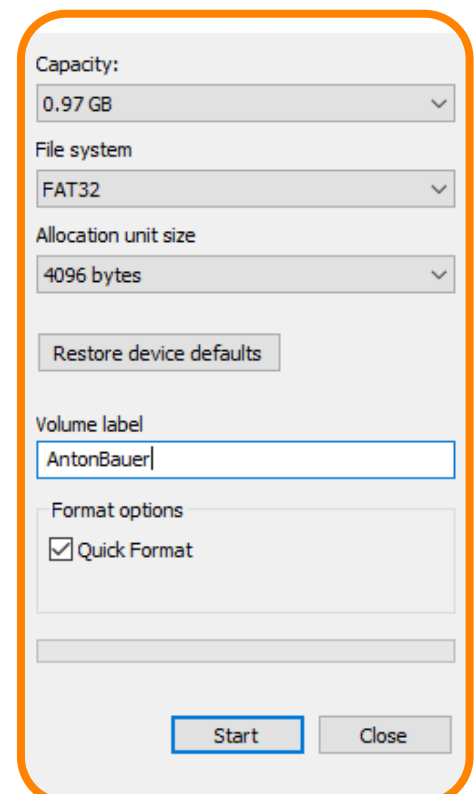 Capacity:
0.97 GB
File system
FAT32
Allocation unit size
4096 bytes
Restore device defaults
Volume label
AntonBauer
Format options
Quick Format
Start Close